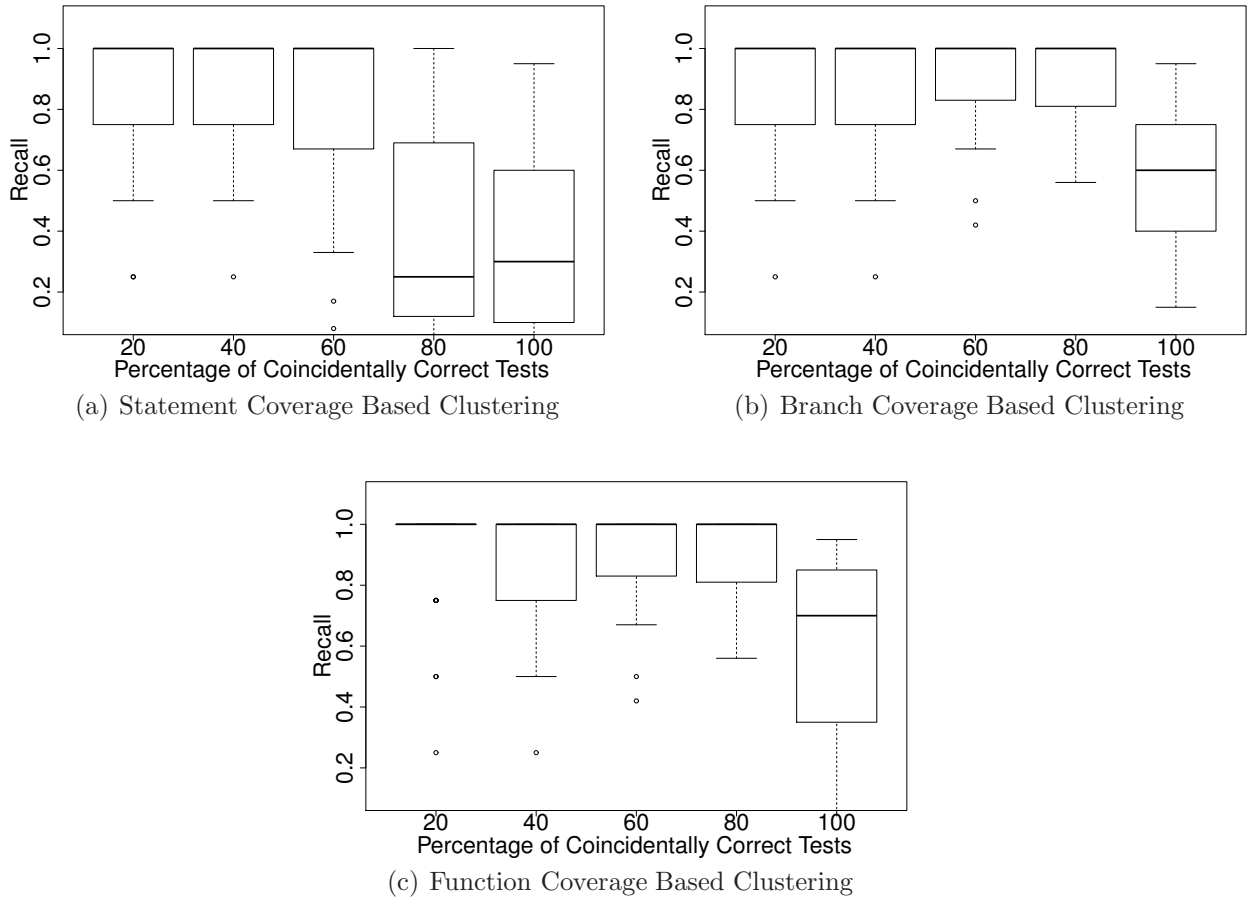 1.0
0.8
0.6
0.4
0.2
Recall
20 40 60 80 100
Percentage of Coincidentally Correct Tests
(a) Statement Coverage Based Clustering
1.0
0.8
0.6
0.4
0.2
Recall
20 40 60 80 100
Percentage of Coincidentally Correct Tests
(b) Branch Coverage Based Clustering
1.0
0.8
0.6
0.4
0.2
Recall
20 40 60 80 100
Percentage of Coincidentally Correct Tests
(c) Function Coverage Based Clustering